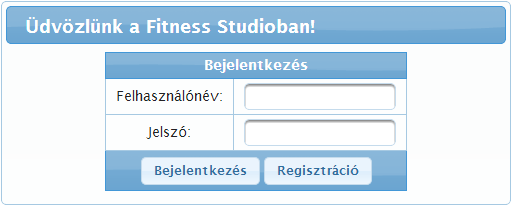 Üdvözlünk a Fitness Studioban!
Bejelentkezés
Felhasználónév:
Jelszó:
Bejelentkezés Regisztráció